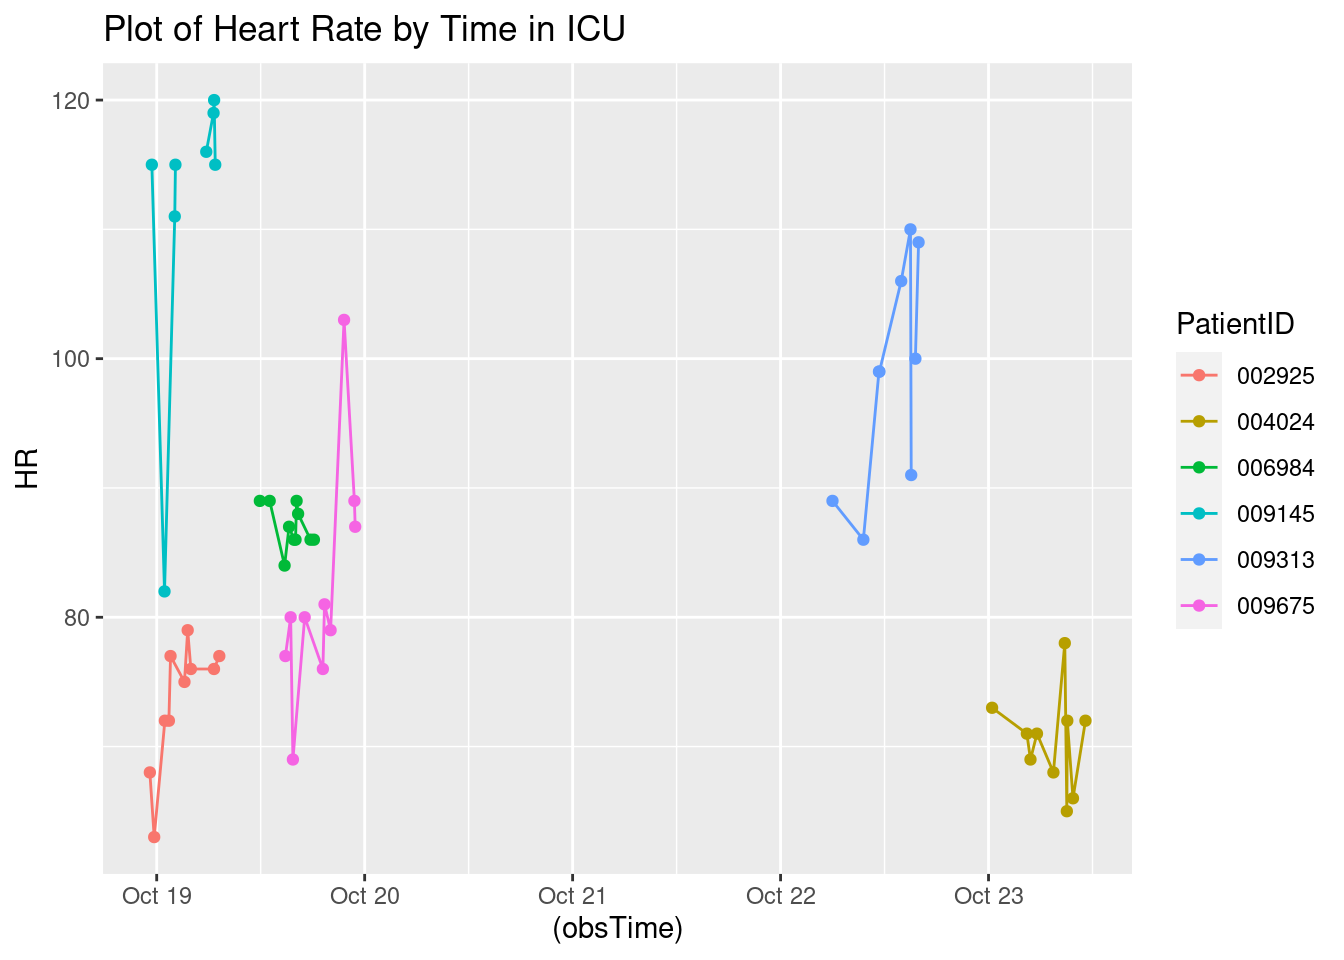 Plot of Heart Rate by Time in ICU
120
100
80
HR
Oct 19
Oct 20
Oct 21
Oct 22
Oct 23
(obsTime)
PatientID
002925
004024
006984
009145
009313
009675